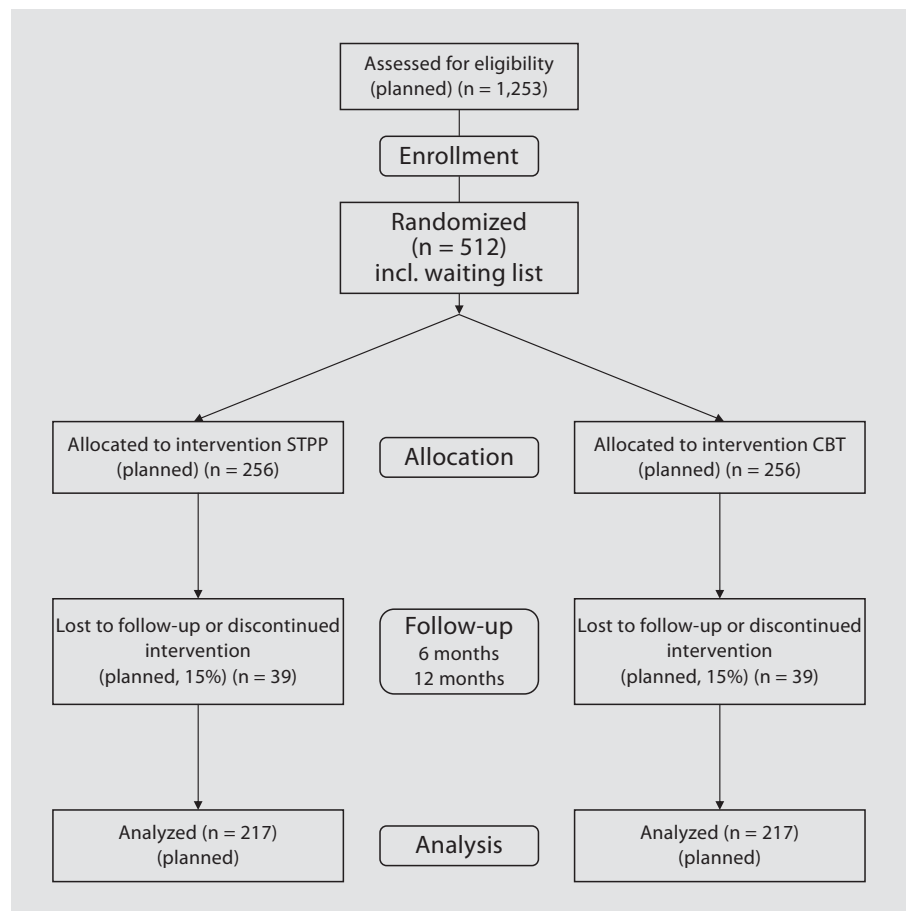 Assessed for eligibility
(planned) (n = 1,253)
Enrollment
Randomized
(n = 512)
incl. waiting list
Allocated to intervention STPP
(planned) (n = 256)
Allocation
Allocated to intervention CBT
(planned) (n = 256)
Lost to follow-up or discontinued
intervention
(planned, 15%) (n = 39)
Follow-up
6 months
12 months
Lost to follow-up or discontinued
intervention
(planned, 15%) (n = 39)
Analyzed (n = 217)
(planned)
Analysis
Analyzed (n = 217)
(planned)